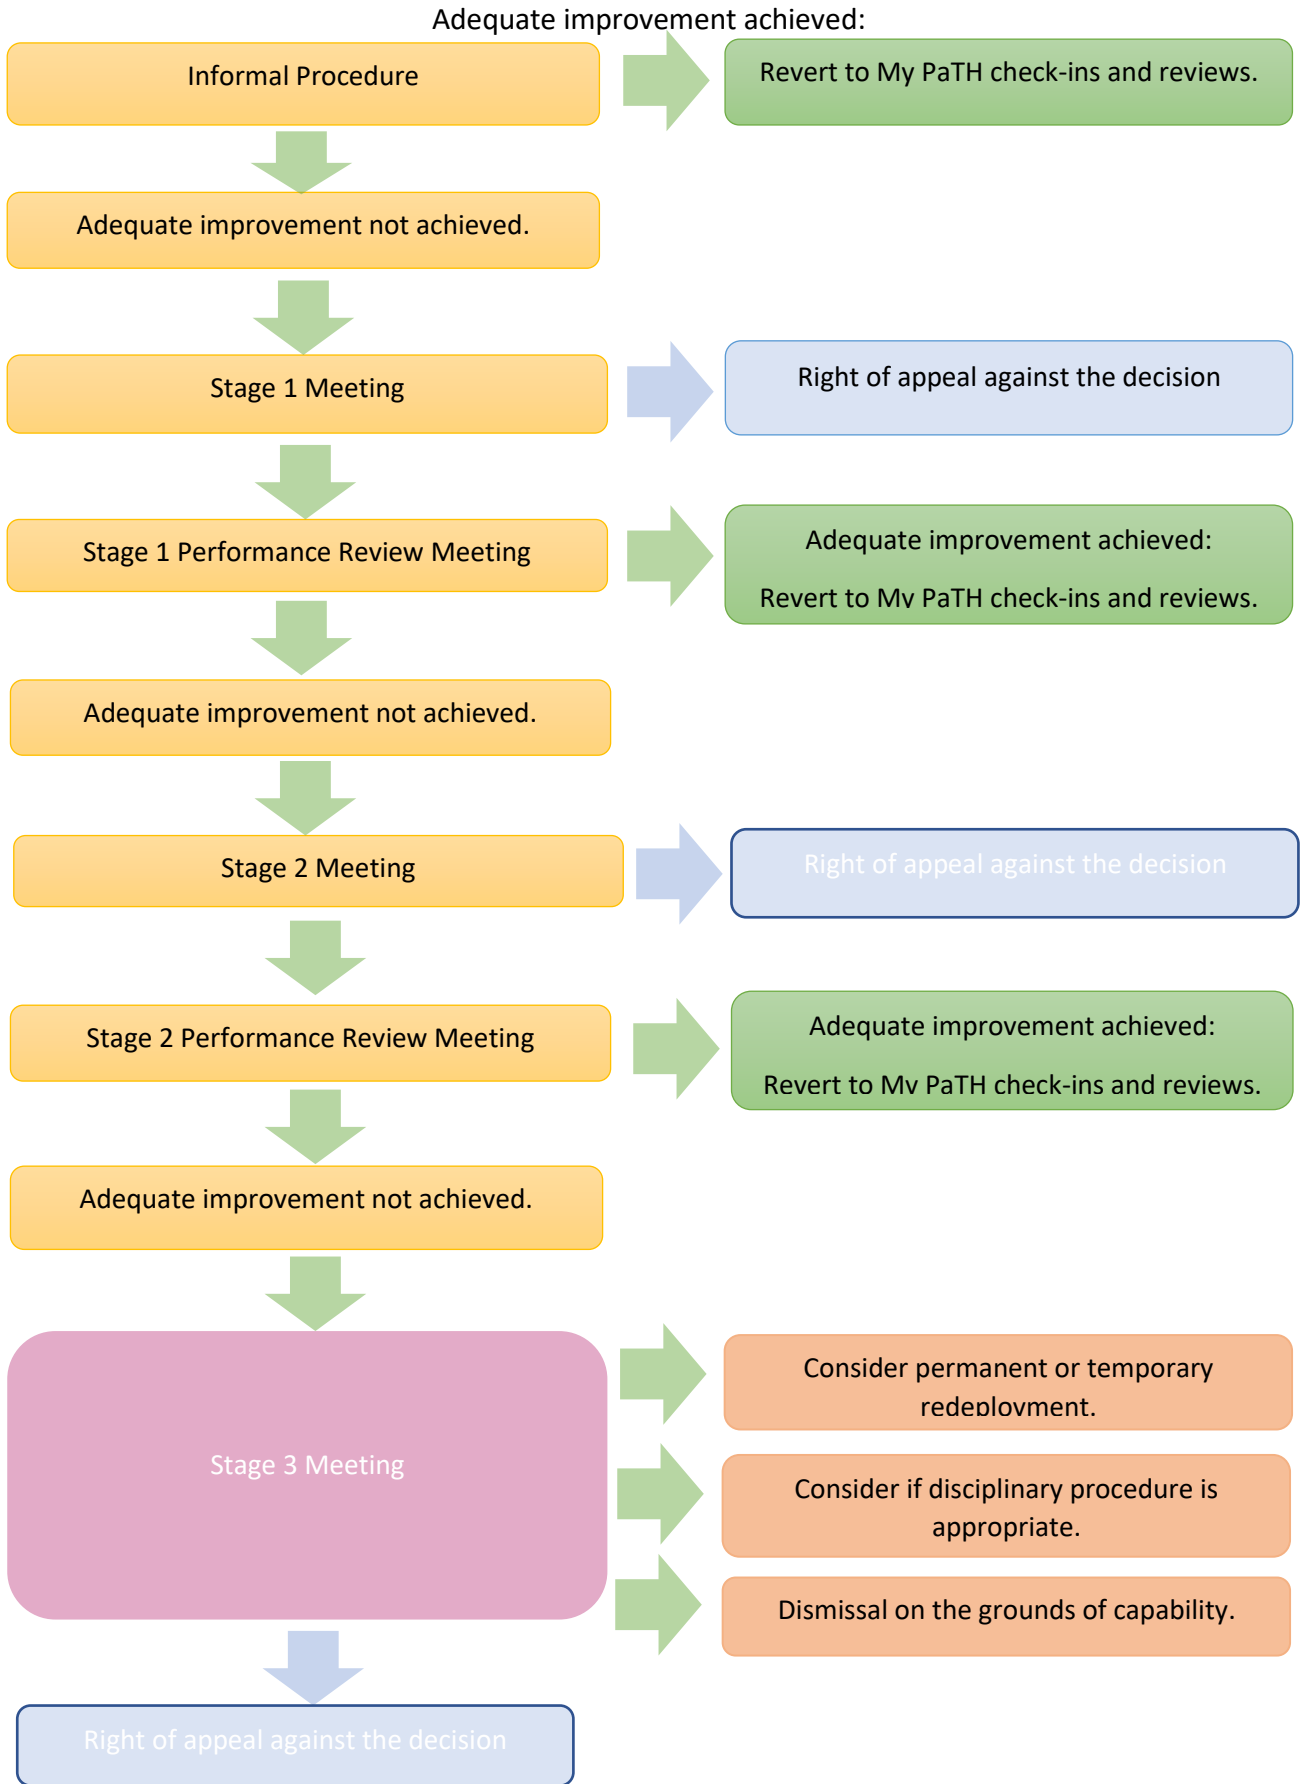 Adequate improvement achieved:
Informal Procedure
Revert to My PaTH check-ins and reviews.
Adequate improvement not achieved.
Stage 1 Meeting
Right of appeal against the decision
Stage 1 Performance Review Meeting
Adequate improvement achieved:
Revert to My PaTH check-ins and reviews.
Adequate improvement not achieved.
Stage 2 Meeting
Right of appeal against the decision
Stage 2 Performance Review Meeting
Adequate improvement achieved:
Revert to My PaTH check-ins and reviews.
Adequate improvement not achieved.
Stage 3 Meeting
Consider permanent or temporary
redeployment.
Consider if disciplinary procedure is
appropriate.
Dismissal on the grounds of capability.
Right of appeal against the decision